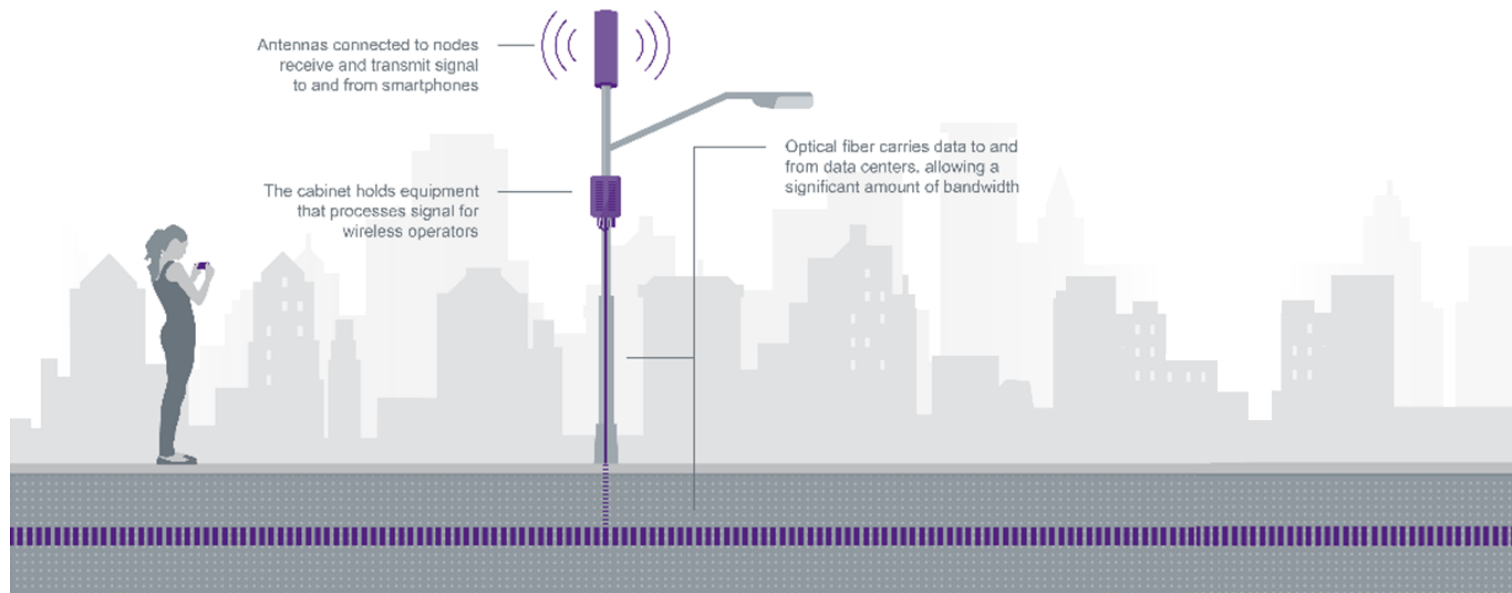 Antennas connected to nodes
receive and transmit signal
to and from smartphones
The cabinet holds equipment
that processes signal for
wireless operators
Optical fiber carries data to and
from data centers, allowing a
significant amount of bandwidth